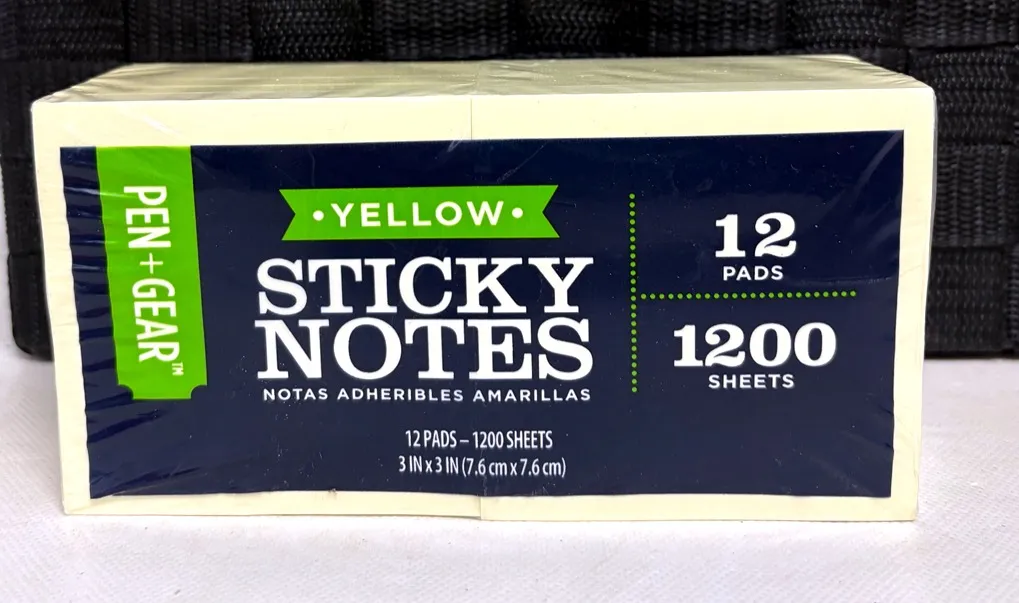 PEN+GEAR™
•YELLOW•
STICKY
NOTES
NOTAS ADHERIBLES AMARILLAS
12 PADS – 1200 SHEETS
3 IN x 3 IN (7.6 cm x 7.6 cm)
12
PADS
1200
SHEETS